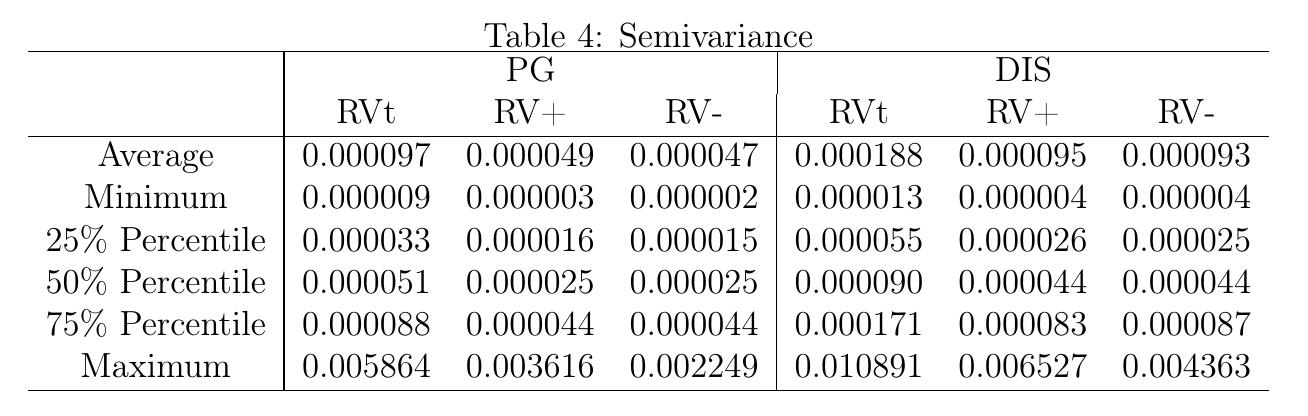 Table 4: Semivariance
PG DIS
RVt RV+ RV- RVt RV+ RV-
Average 0.000097 0.000049 0.000047 0.000188 0.000095 0.000093
Minimum 0.000009 0.000003 0.000002 0.000013 0.000004 0.000004
25% Percentile 0.000033 0.000016 0.000015 0.000055 0.000026 0.000025
50% Percentile 0.000051 0.000025 0.000025 0.000090 0.000044 0.000044
75% Percentile 0.000088 0.000044 0.000044 0.000171 0.000083 0.000087
Maximum 0.005864 0.003616 0.002249 0.010891 0.006527 0.004363